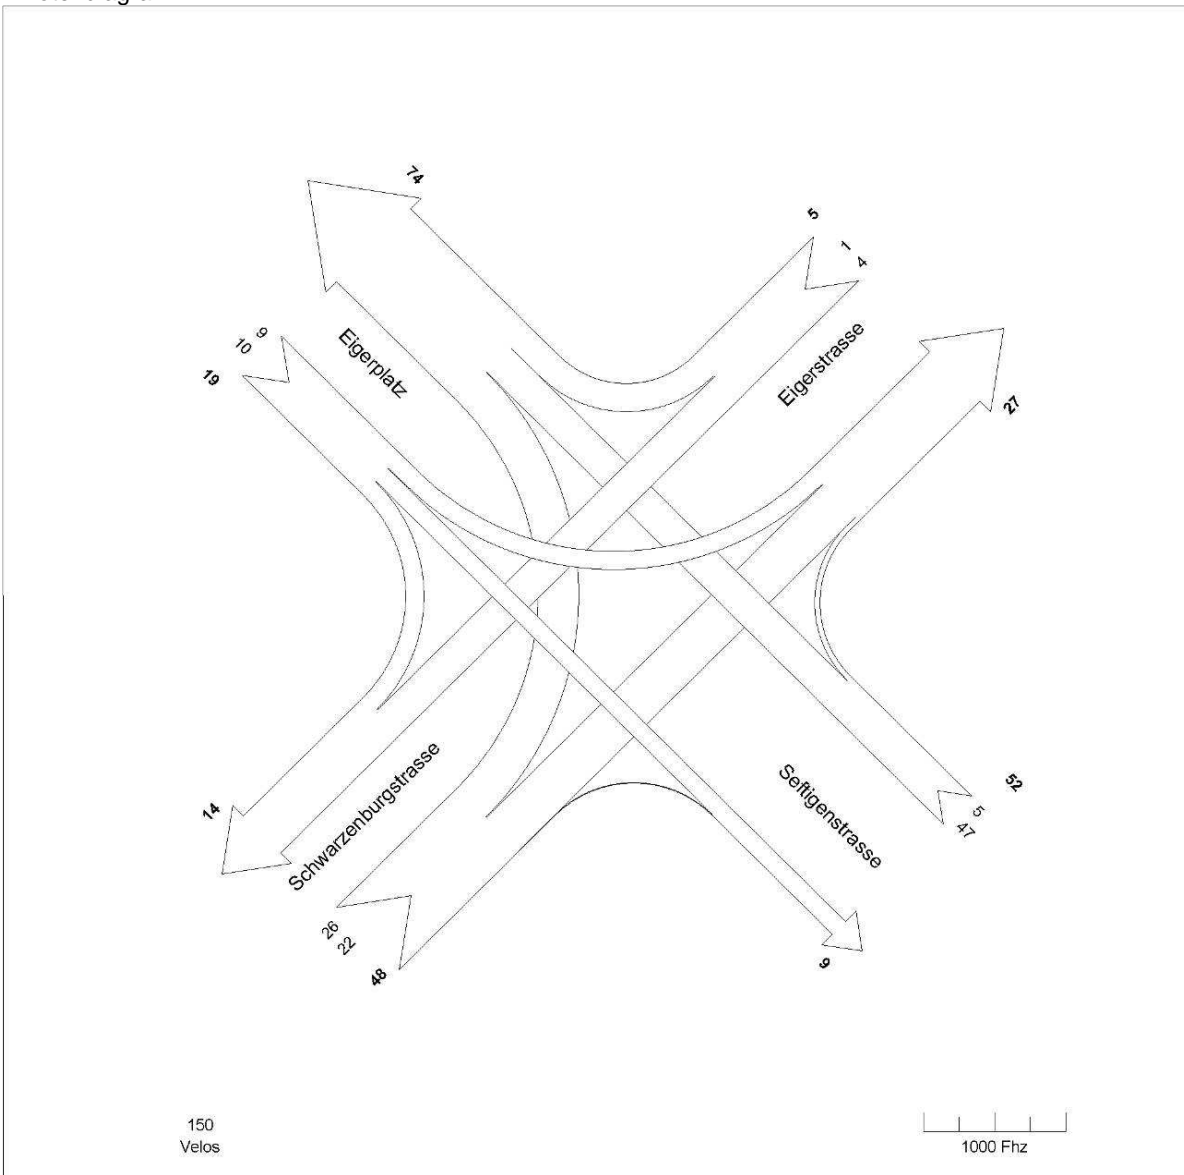 74
5
1
4
Eigerplatz
Eigerstrasse
9
10
19
27
14
Schwarzenburgstrasse
Seftigenstrasse
52
5
47
26
22
48
9
150
Velos
1000 Fhz